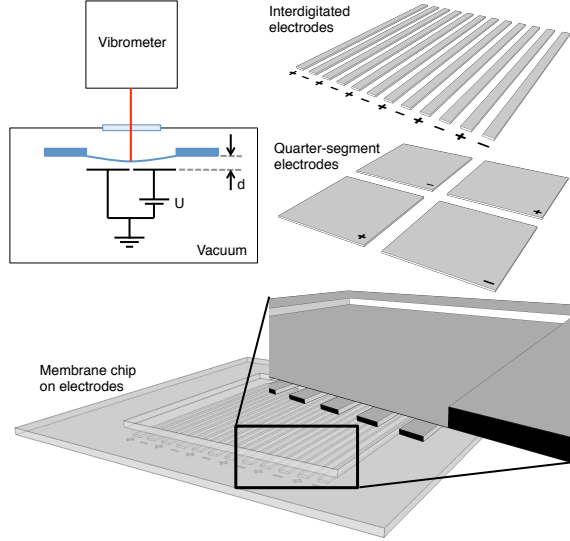 Vibrometer
d
U
Vacuum
Interdigitated
electrodes
+ - + - + - + - + - + -
Quarter-segment
electrodes
-
+
+
-
Membrane chip
on electrodes